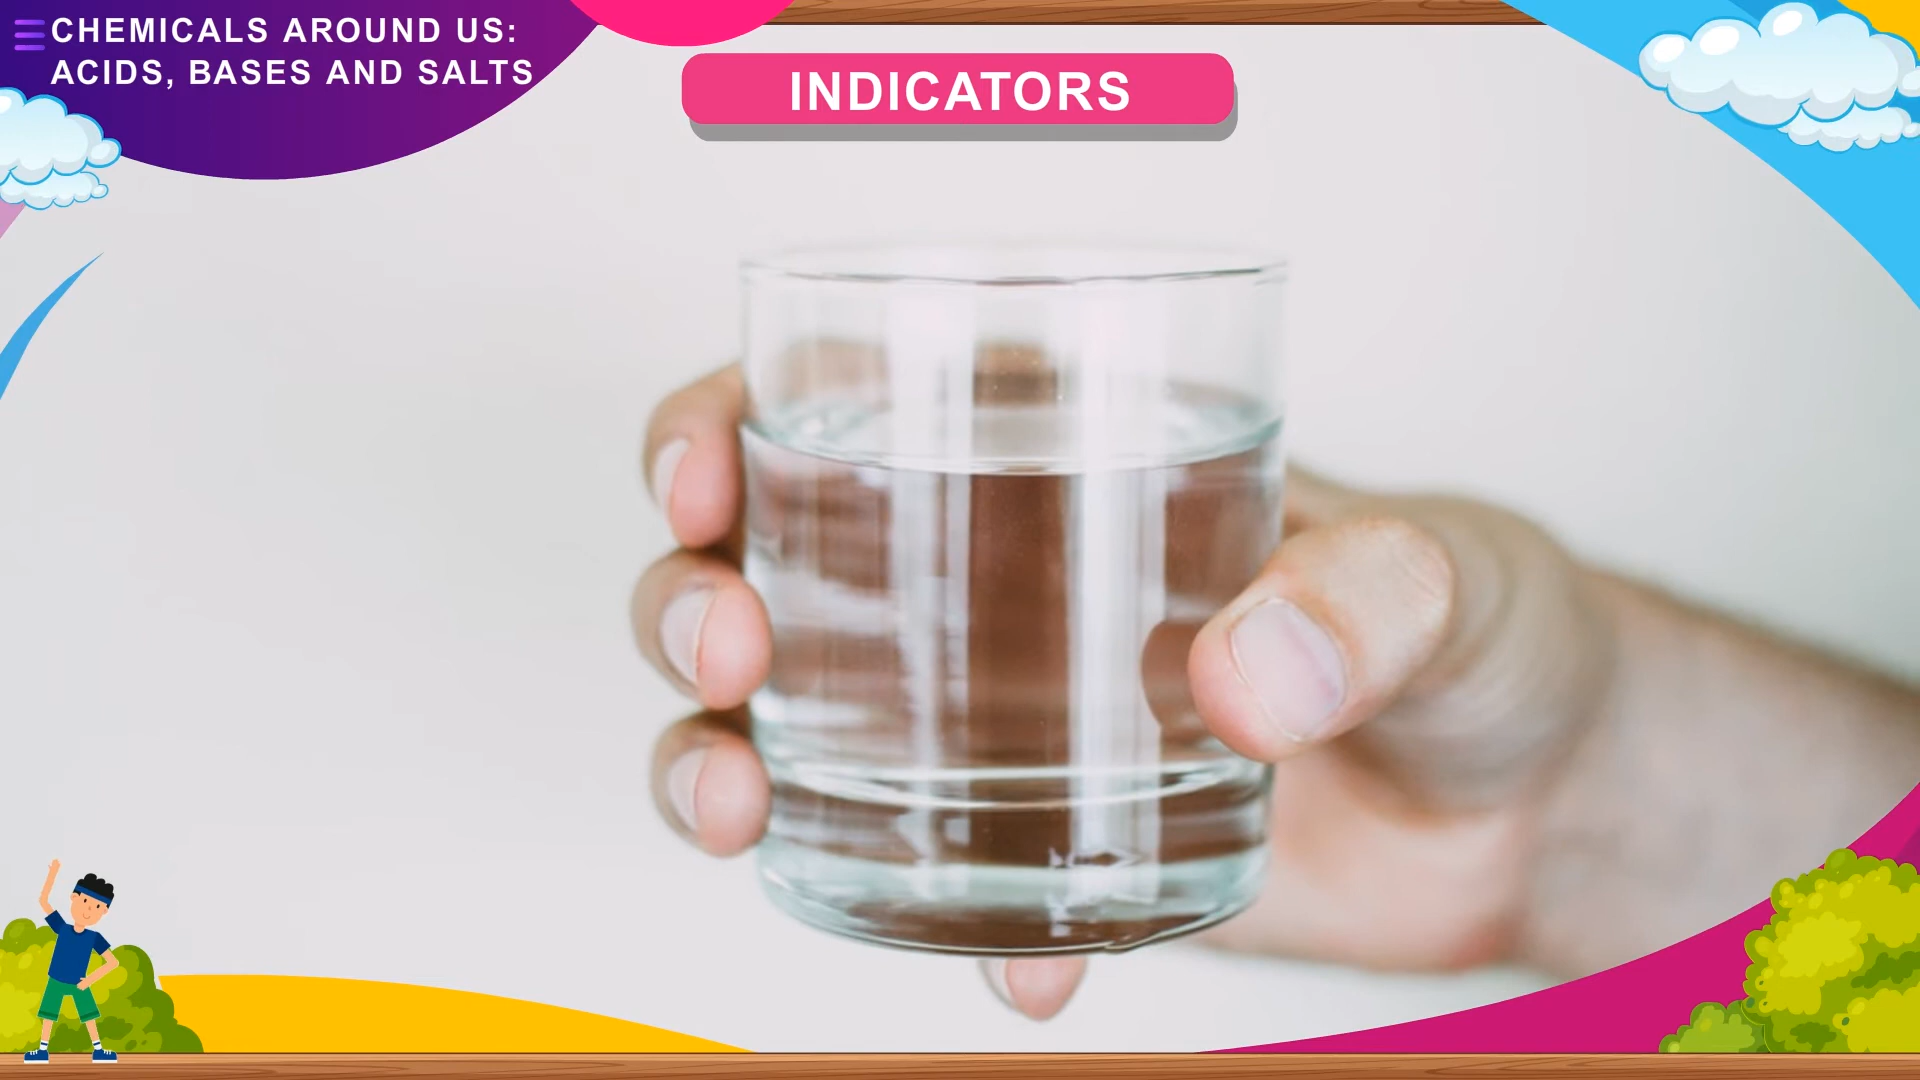 CHEMICALS AROUND US:
ACIDS, BASES AND SALTS
INDICATORS